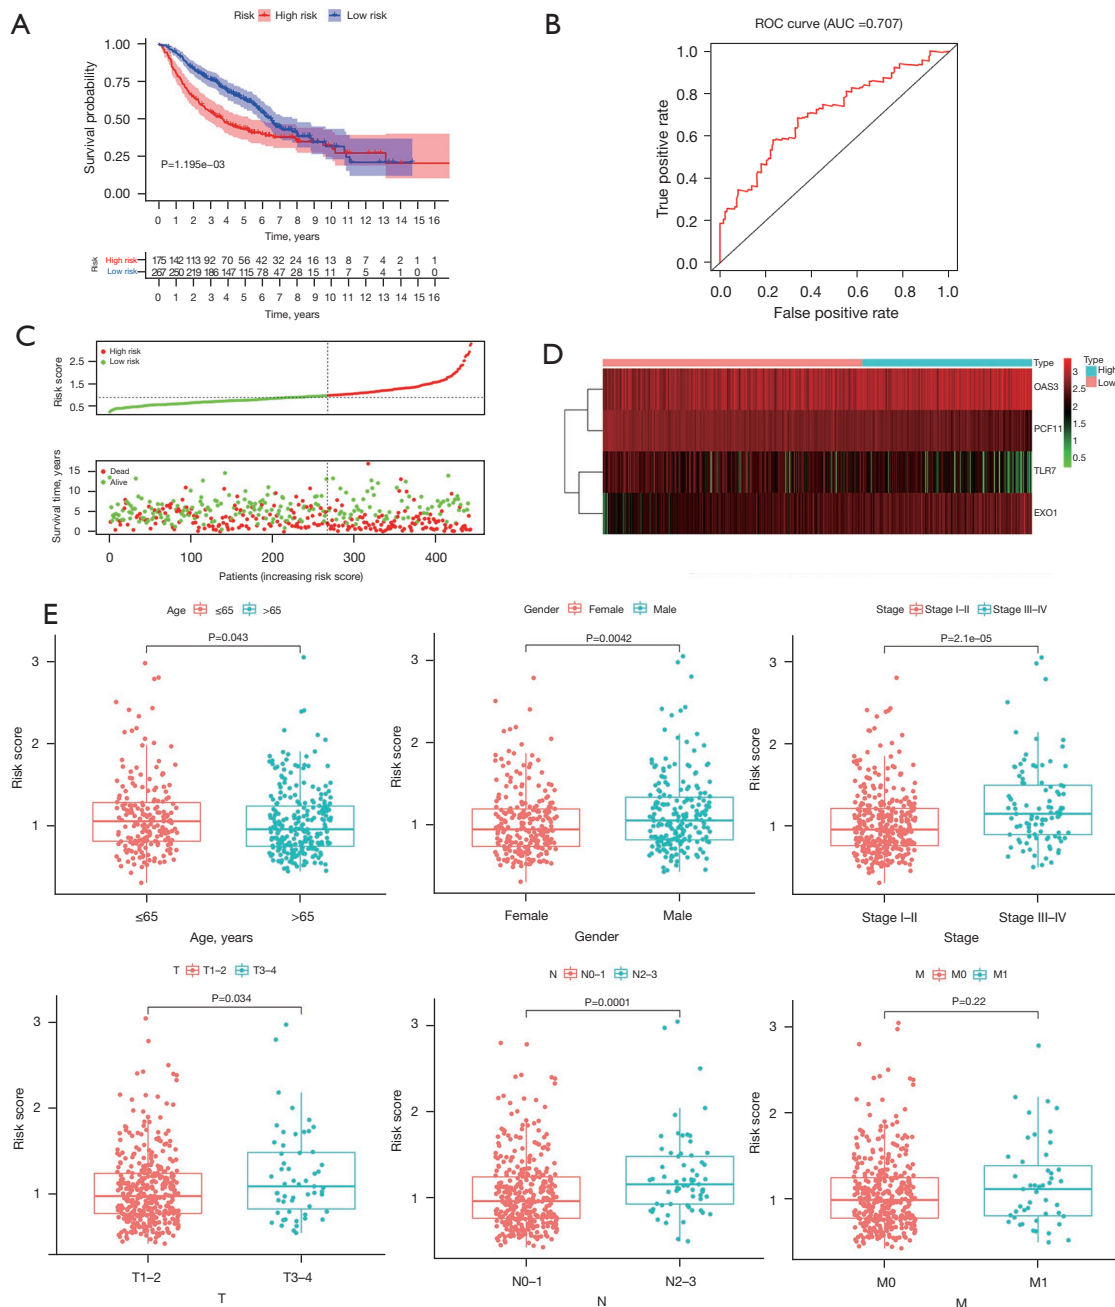 A
Risk High risk Low risk
Survival probability
1.00
0.75
0.50
0.25
0.00
P=1.195e−03
0 1 2 3 4 5 6 7 8 9 10 11 12 13 14 15 16
Time, years
Risk
High risk 175 142 113 92 70 56 42 32 24 16 13 8 7 4 2 1 1
Low risk 267 250 219 186 147 115 78 47 28 15 11 7 5 4 1 0 0
0 1 2 3 4 5 6 7 8 9 10 11 12 13 14 15 16
Time, years
B
ROC curve (AUC =0.707)
True positive rate
1.0
0.8
0.6
0.4
0.2
0.0
0.0 0.2 0.4 0.6 0.8 1.0
False positive rate
C
Risk score
2.5
1.5
0.5
High risk
Low risk
Survival time, years
15
10
5
0
Dead
Alive
0 100 200 300 400
Patients (increasing risk score)
D
Type
OAS3
PCF11
TLR7
EXO1
3
2.5
2
1.5
1
0.5
Type
High
Low
E
Age ≤65 >65
P=0.043
Risk score
3
2
1
≤65 >65
Age, years
Gender Female Male
P=0.0042
Risk score
3
2
1
Female Male
Gender
Stage Stage I–II Stage III–IV
P=2.1e−05
Risk score
3
2
1
Stage I–II Stage III–IV
Stage
T T1–2 T3–4
P=0.034
Risk score
3
2
1
T1–2 T3–4
T
N N0–1 N2–3
P=0.0001
Risk score
3
2
1
N0–1 N2–3
N
M M0 M1
P=0.22
Risk score
3
2
1
M0 M1
M